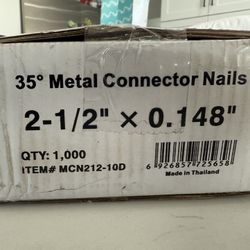 35° Metal Connector Nails
2-1/2" × 0.148"
QTY: 1,000
ITEM# MCN212-10D
6 926857 725658
Made in Thailand